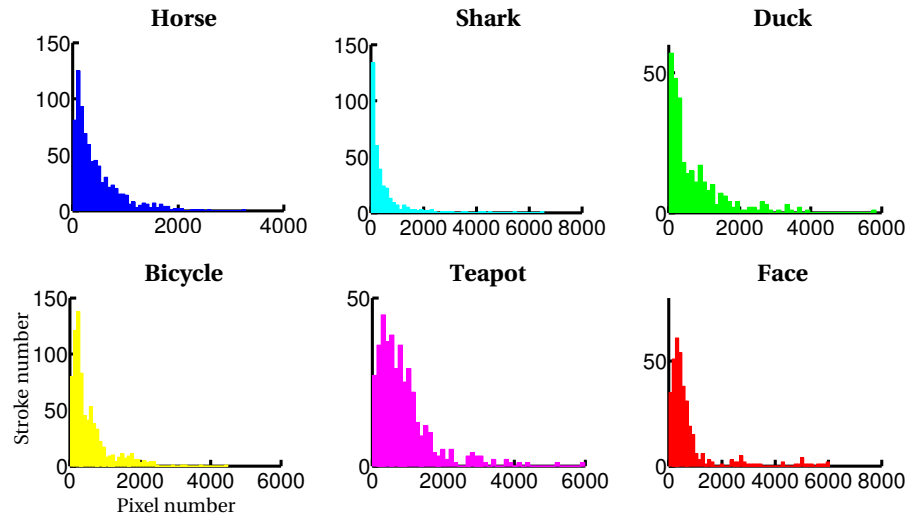 Horse Shark Duck
150 150
100 100 50
50 50
0 0 0
0 2000 4000 0 2000 4000 6000 8000 0 2000 4000 6000
Bicycle Teapot Face
150 50
100 50
50
0 0 0
0 2000 4000 6000 0 2000 4000 6000 0 2000 4000 6000 8000
Stroke number
Pixel number